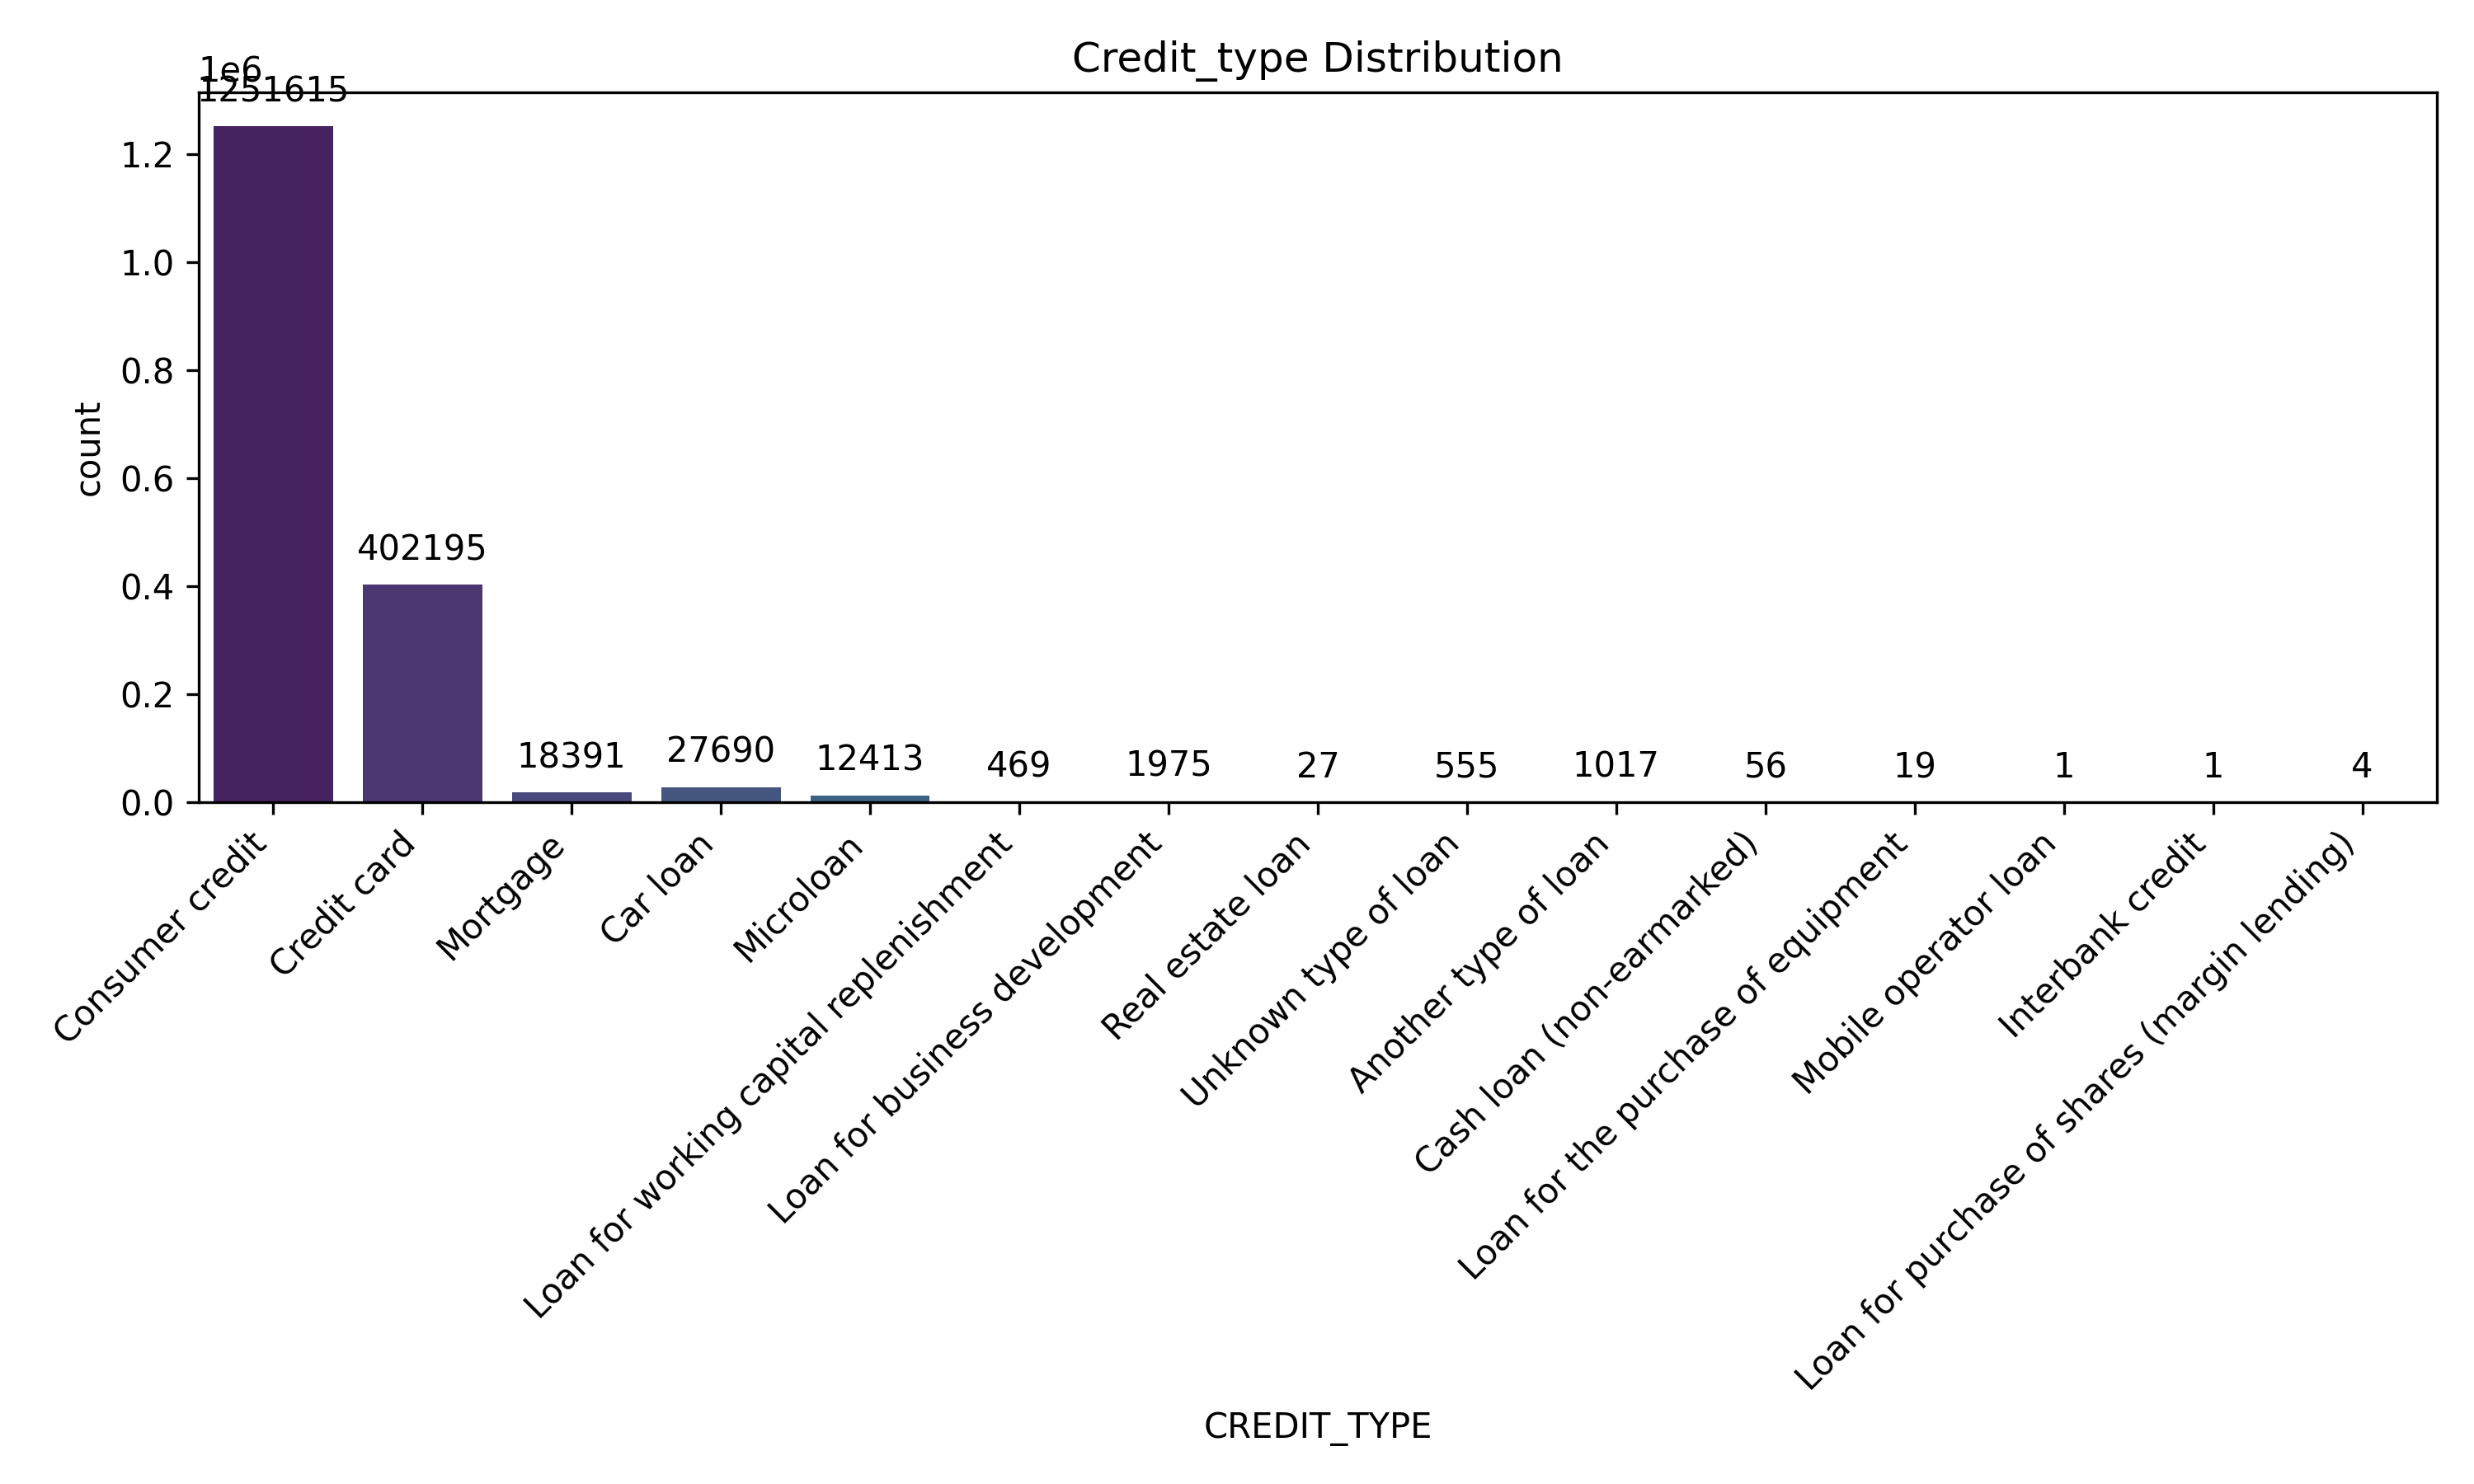 Credit_type Distribution
1e6
1251615
1.2
1.0
0.8
0.6
0.4
0.2
0.0
count
402195
18391
27690
12413
469
1975
27
555
1017
56
19
1
1
4
Consumer credit
Credit card
Mortgage
Car loan
Microloan
Loan for working capital replenishment
Loan for business development
Real estate loan
Unknown type of loan
Another type of loan
Cash loan (non-earmarked)
Loan for the purchase of equipment
Mobile operator loan
Interbank credit
Loan for purchase of shares (margin lending)
CREDIT_TYPE